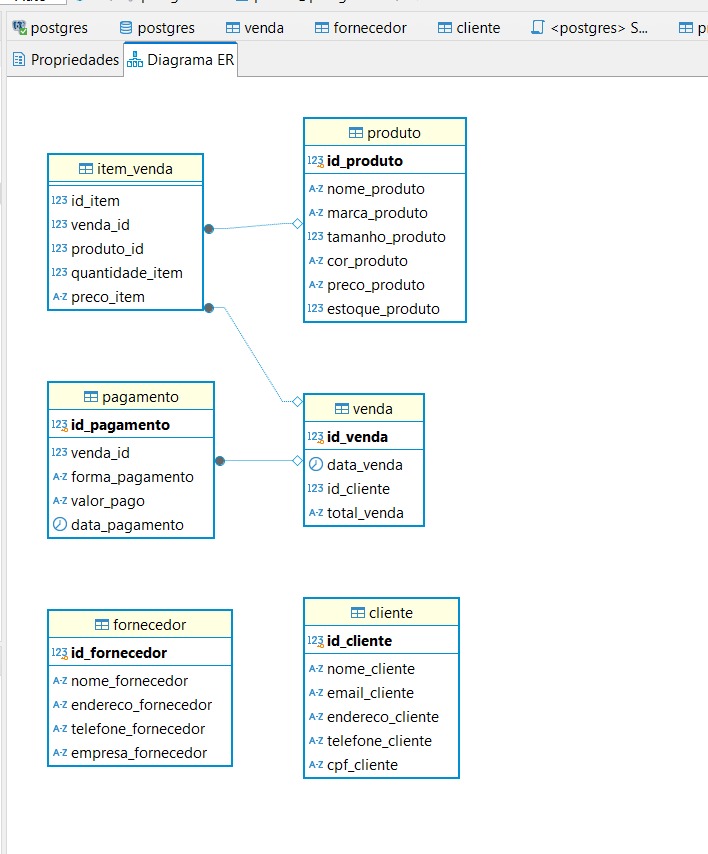 postgres postgres venda fornecedor cliente <postgres> S...
Propriedades Diagrama ER
item_venda
123 id_item
123 venda_id
123 produto_id
123 quantidade_item
A-Z preco_item
produto
123 id_produto
A-Z nome_produto
A-Z marca_produto
123 tamanho_produto
A-Z cor_produto
A-Z preco_produto
123 estoque_produto
pagamento
123 id_pagamento
123 venda_id
A-Z forma_pagamento
A-Z valor_pago
data_pagamento
venda
123 id_venda
data_venda
123 id_cliente
A-Z total_venda
fornecedor
123 id_fornecedor
A-Z nome_fornecedor
A-Z endereco_fornecedor
A-Z telefone_fornecedor
A-Z empresa_fornecedor
cliente
123 id_cliente
A-Z nome_cliente
A-Z email_cliente
A-Z endereco_cliente
A-Z telefone_cliente
A-Z cpf_cliente